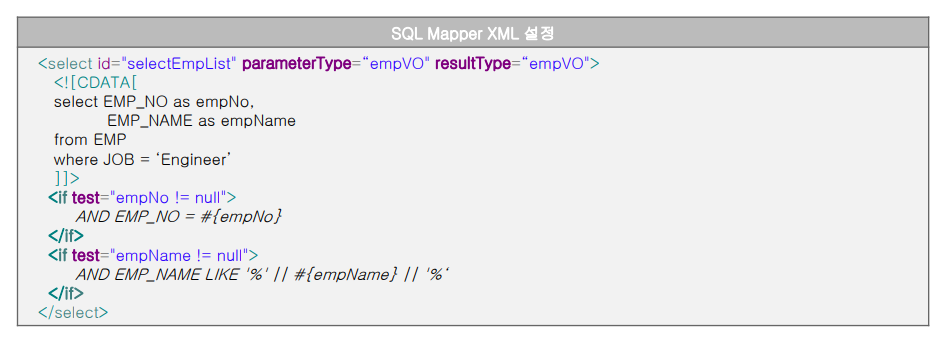 SQL Mapper XML 설정
<select id="selectEmpList" parameterType=“empVO" resultType=“empVO">
<![CDATA[
select EMP_NO as empNo,
EMP_NAME as empName
from EMP
where JOB = ‘Engineer’
]]>
<if test="empNo != null">
AND EMP_NO = #{empNo}
</if>
<if test="empName != null">
AND EMP_NAME LIKE '%' || #{empName} || '%‘
</if>
</select>